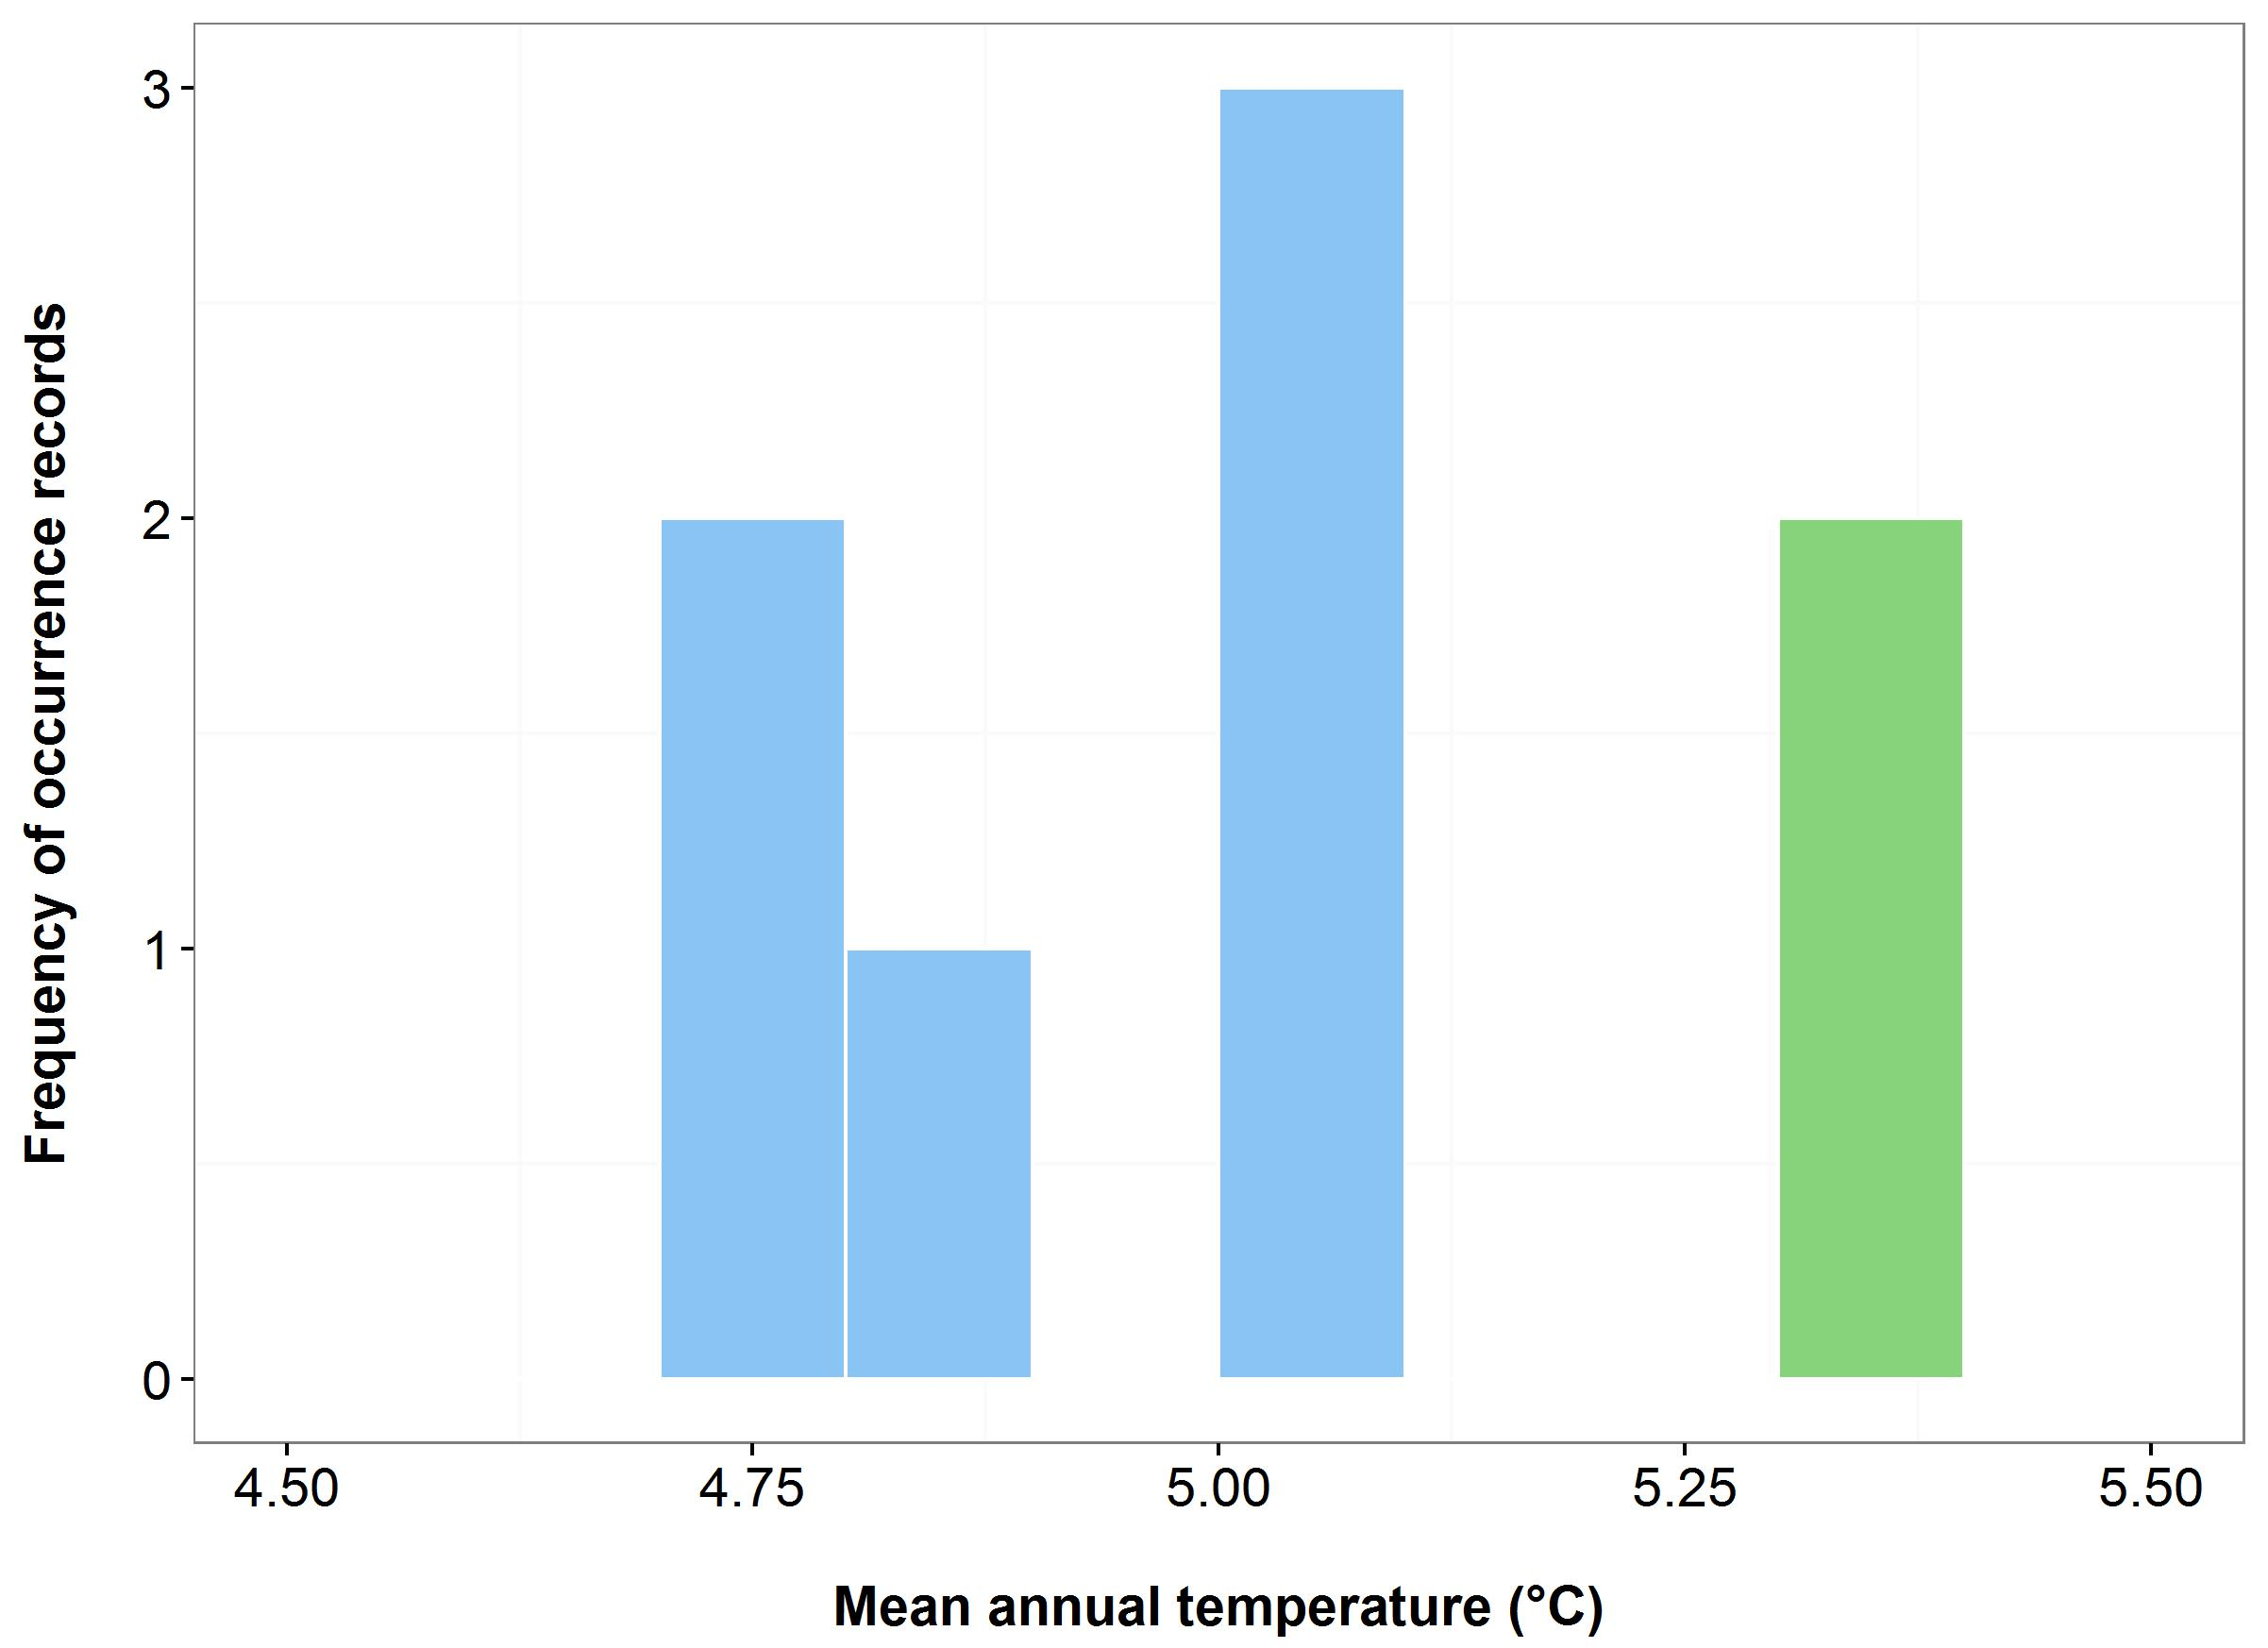 Frequency of occurrence records
3
2
1
0
4.50 4.75 5.00 5.25 5.50
Mean annual temperature (°C)